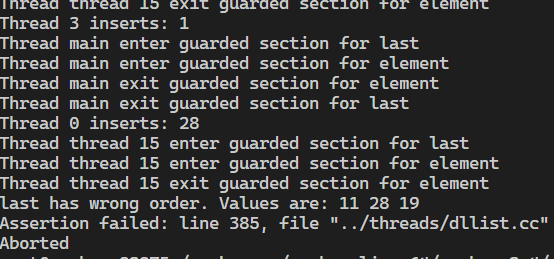 Thread thread 15 exit guarded section for element
Thread 3 inserts: 1
Thread main enter guarded section for last
Thread main enter guarded section for element
Thread main exit guarded section for element
Thread main exit guarded section for last
Thread 0 inserts: 28
Thread thread 15 enter guarded section for last
Thread thread 15 enter guarded section for element
Thread thread 15 exit guarded section for element
last has wrong order. Values are: 11 28 19
Assertion failed: line 385, file "../threads/dllist.cc"
Aborted